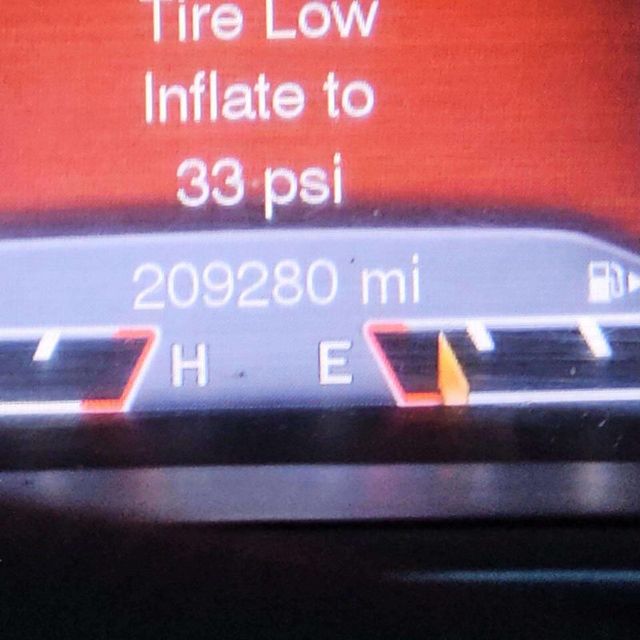 Tire Low
Inflate to
33 psi
209280 mi
H E